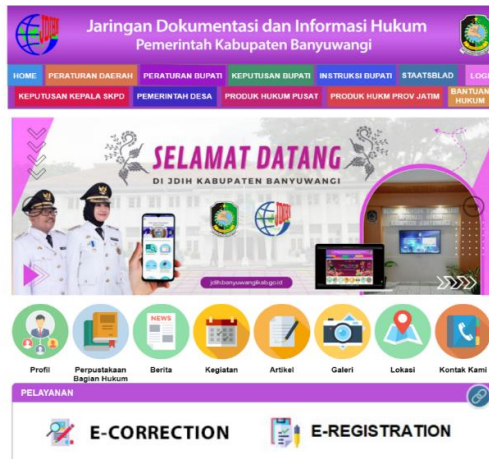 JDIH
Jaringan Dokumentasi dan Informasi Hukum
Pemerintah Kabupaten Banyuwangi
HOME PERATURAN DAERAH PERATURAN BUPATI KEPUTUSAN BUPATI INSTRUKSI BUPATI STAATSBLAD LOGI
KEPUTUSAN KEPALA SKPD PEMERINTAH DESA PRODUK HUKUM PUSAT PRODUK HUKM PROV JATIM BANTUAN
HUKUM
SELAMAT DATANG
DI JDIH KABUPATEN BANYUWANGI
jdih.banyuwangikab.go.id
NEWS
Profil Perpustakaan Berita Kegiatan Artikel Galeri Lokasi Kontak Kami
Bagian Hukum
PELAYANAN
E-CORRECTION E-REGISTRATION